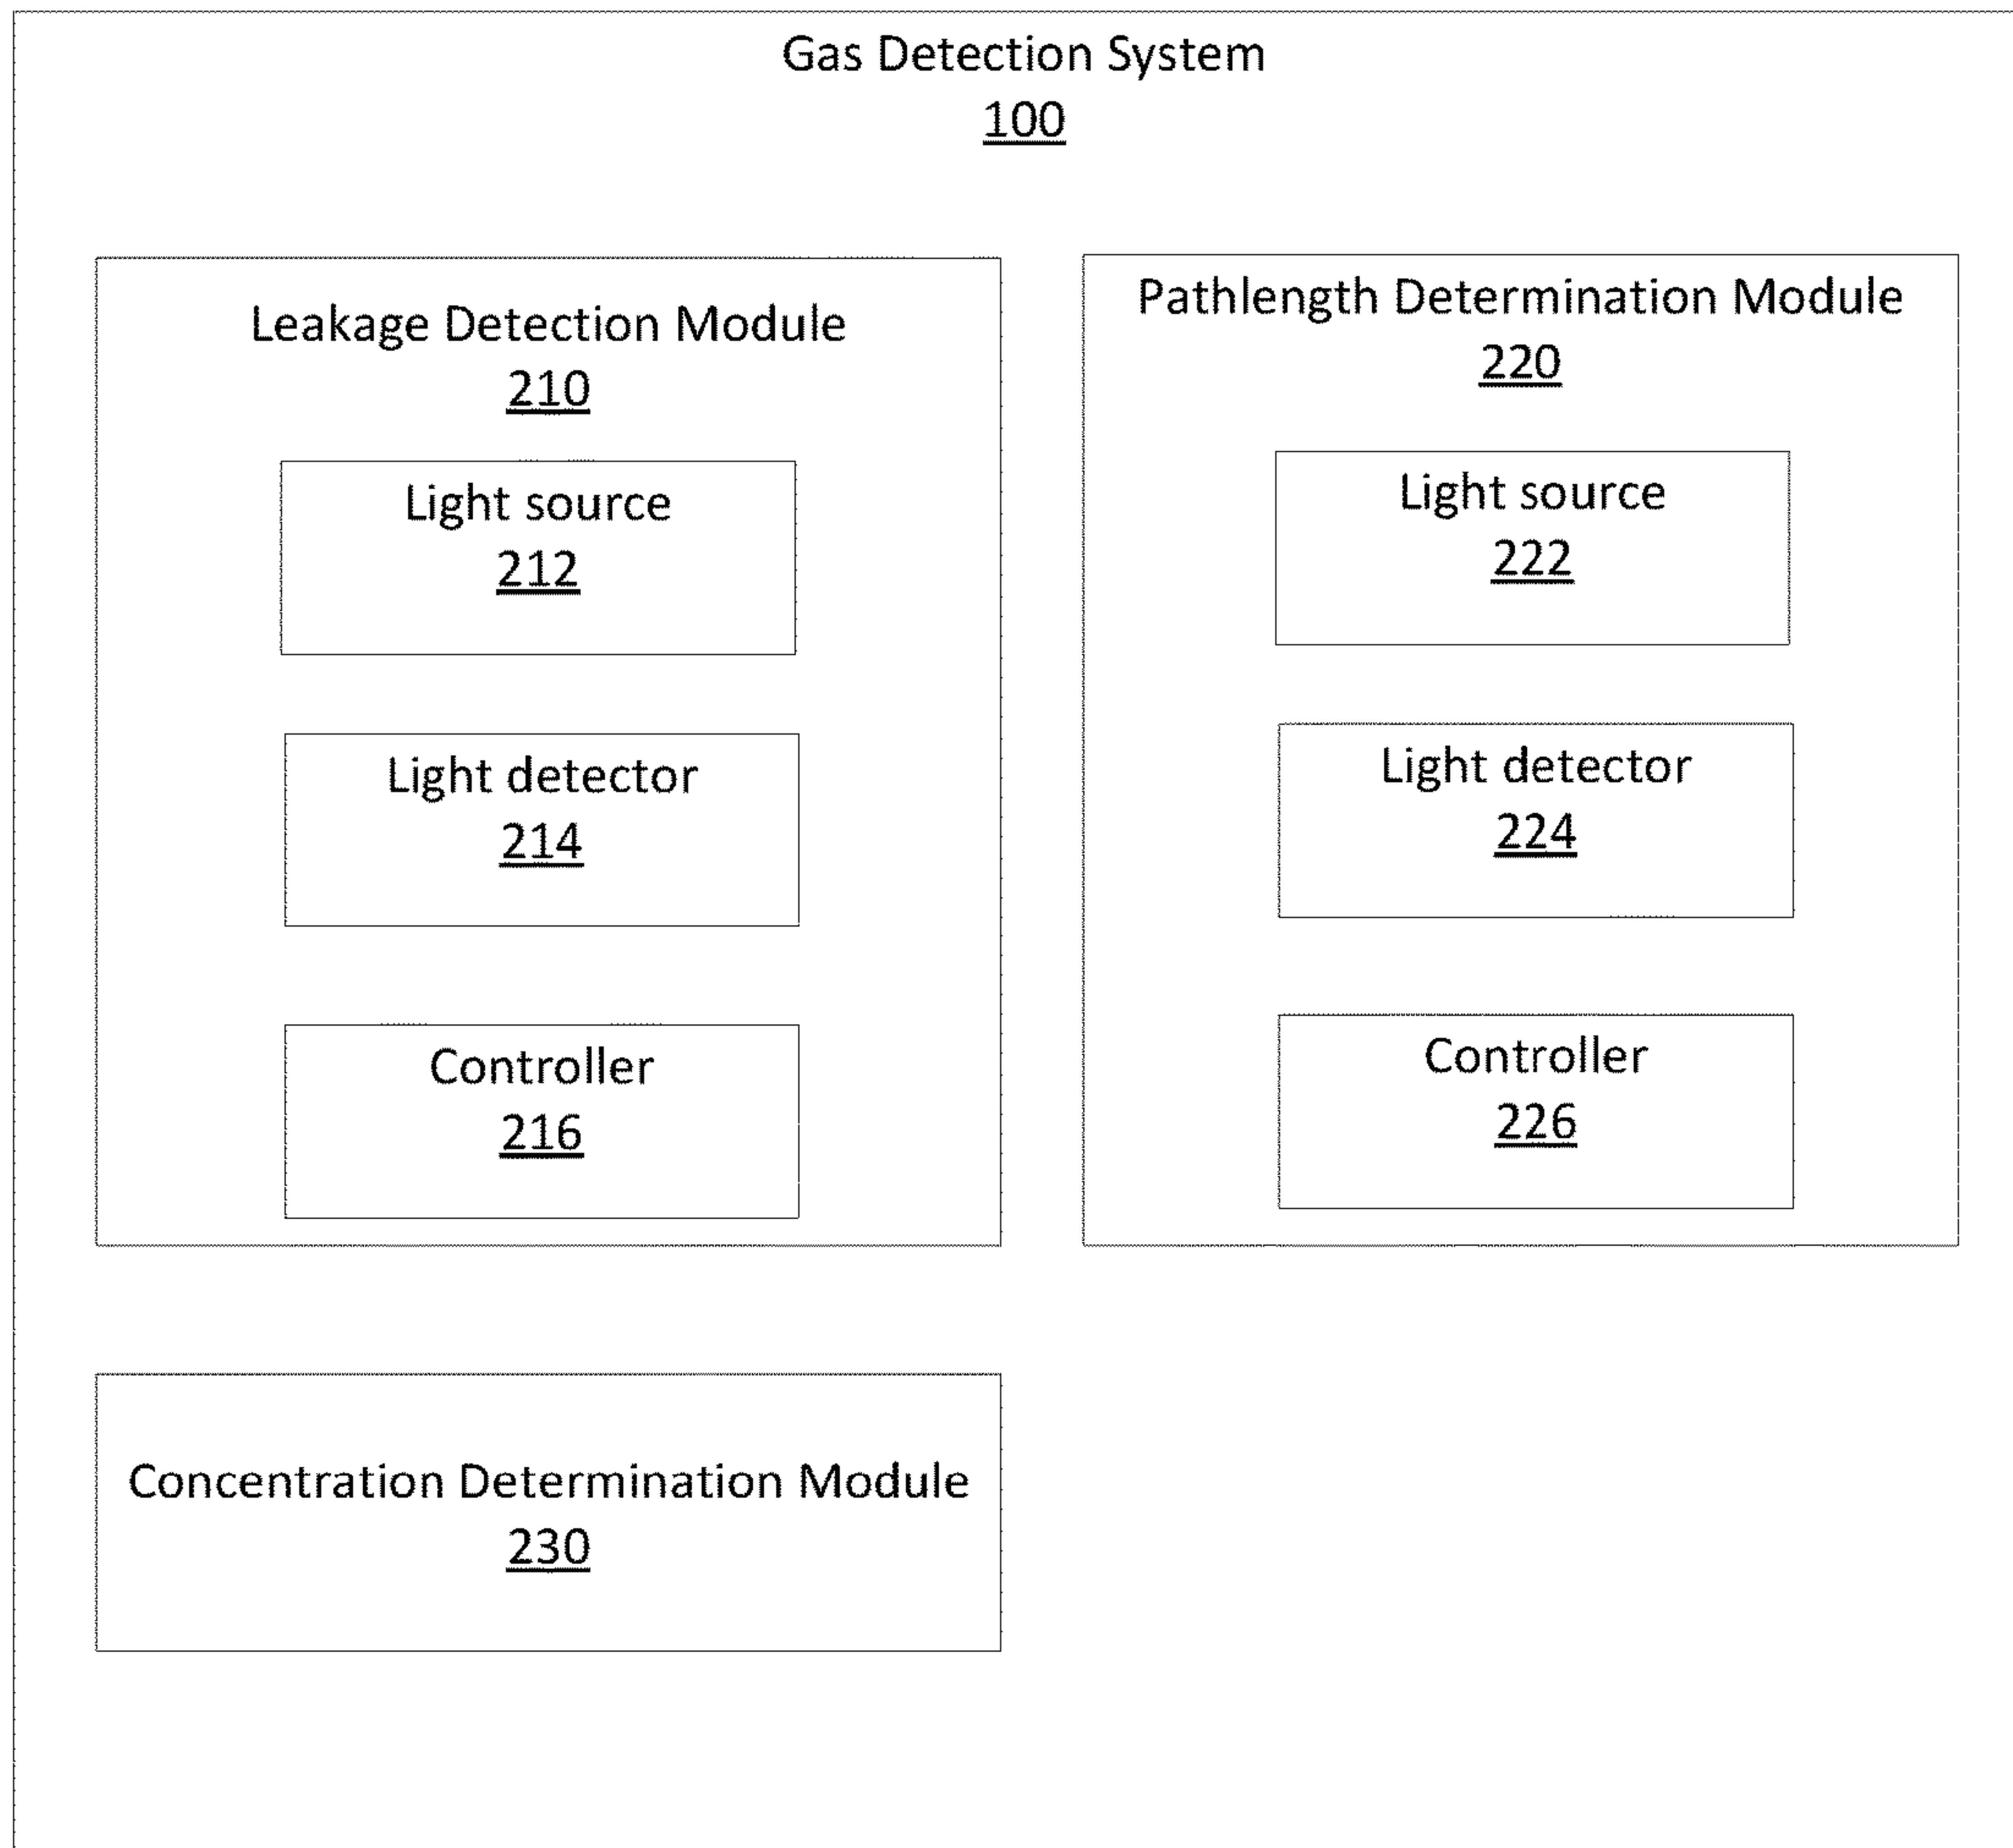 Gas Detection System
100
Leakage Detection Module
210
Light source
212
Light detector
214
Controller
216
Pathlength Determination Module
220
Light source
222
Light detector
224
Controller
226
Concentration Determination Module
230